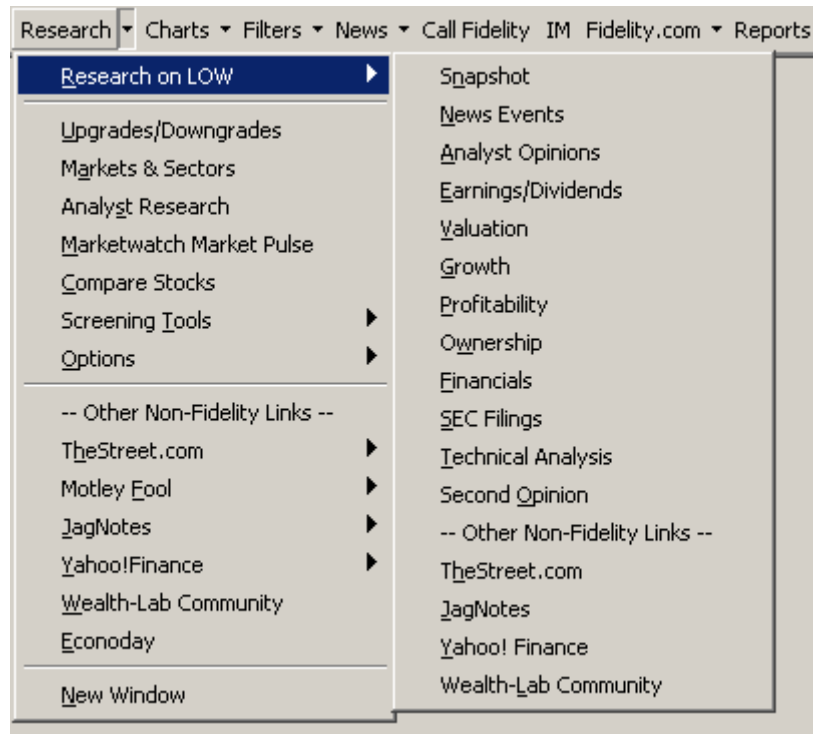 Research Charts Filters News Call Fidelity IM Fidelity.com Reports
Research on LOW
Upgrades/Downgrades
Markets & Sectors
Analyst Research
Marketwatch Market Pulse
Compare Stocks
Screening Tools
Options
-- Other Non-Fidelity Links --
TheStreet.com
Motley Fool
JagNotes
Yahoo!Finance
Wealth-Lab Community
Econoday
New Window
Snapshot
News Events
Analyst Opinions
Earnings/Dividends
Valuation
Growth
Profitability
Ownership
Financials
SEC Filings
Technical Analysis
Second Opinion
-- Other Non-Fidelity Links --
TheStreet.com
JagNotes
Yahoo! Finance
Wealth-Lab Community